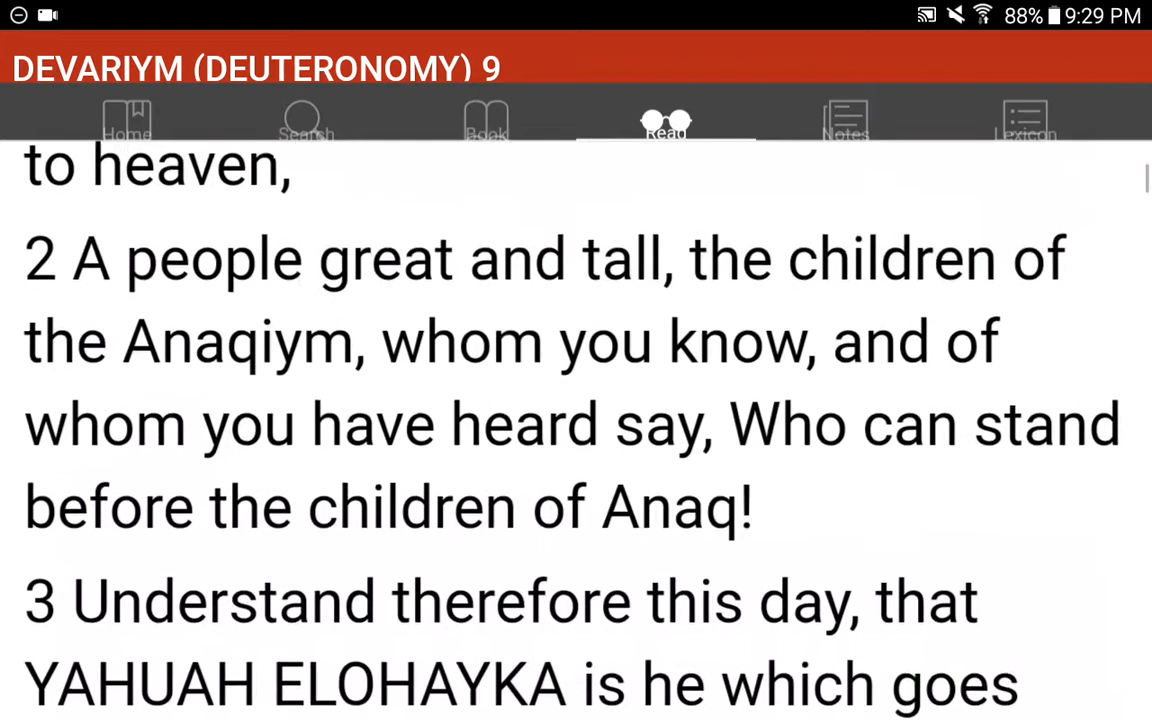 88% 9:29 PM
DEVARIYM (DEUTERONOMY) 9
Home Search Book Read Notes Lexicon
to heaven,
2 A people great and tall, the children of
the Anaqiym, whom you know, and of
whom you have heard say, Who can stand
before the children of Anaq!
3 Understand therefore this day, that
YAHUAH ELOHAYKA is he which goes